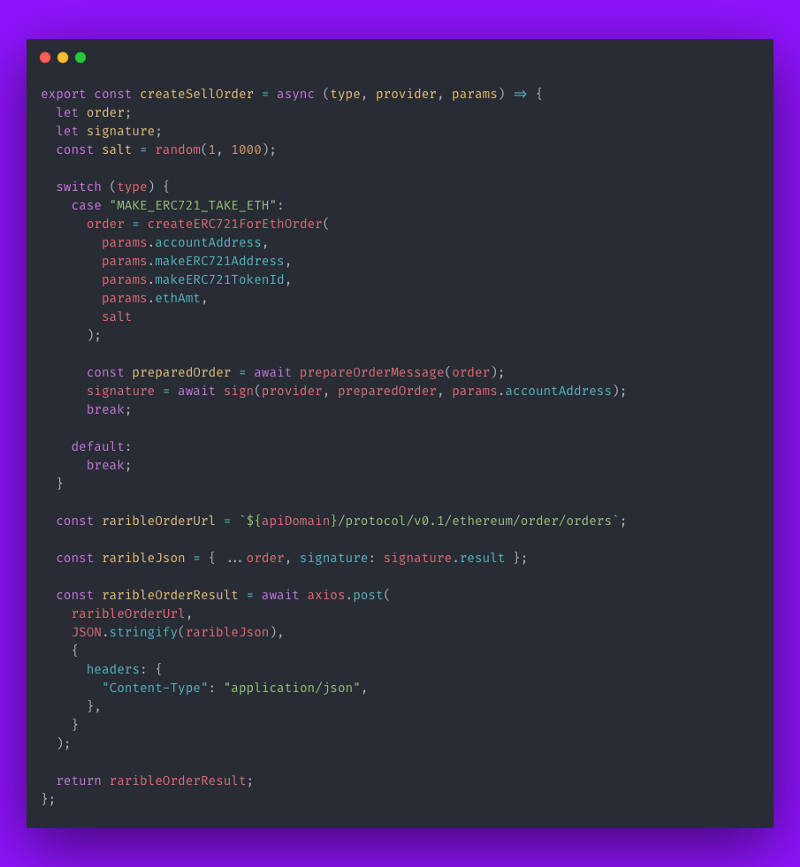 export const createSellOrder = async (type, provider, params) => {
  let order;
  let signature;
  const salt = random(1, 1000);

  switch (type) {
    case "MAKE_ERC721_TAKE_ETH":
      order = createERC721ForEthOrder(
        params.accountAddress,
        params.makeERC721Address,
        params.makeERC721TokenId,
        params.ethAmt,
        salt
      );

      const preparedOrder = await prepareOrderMessage(order);
      signature = await sign(provider, preparedOrder, params.accountAddress);
      break;

    default:
      break;
  }

  const raribleOrderUrl = `${apiDomain}/protocol/v0.1/ethereum/order/orders`;

  const raribleJson = { ...order, signature: signature.result };

  const raribleOrderResult = await axios.post(
    raribleOrderUrl,
    JSON.stringify(raribleJson),
    {
      headers: {
        "Content-Type": "application/json",
      },
    }
  );

  return raribleOrderResult;
};